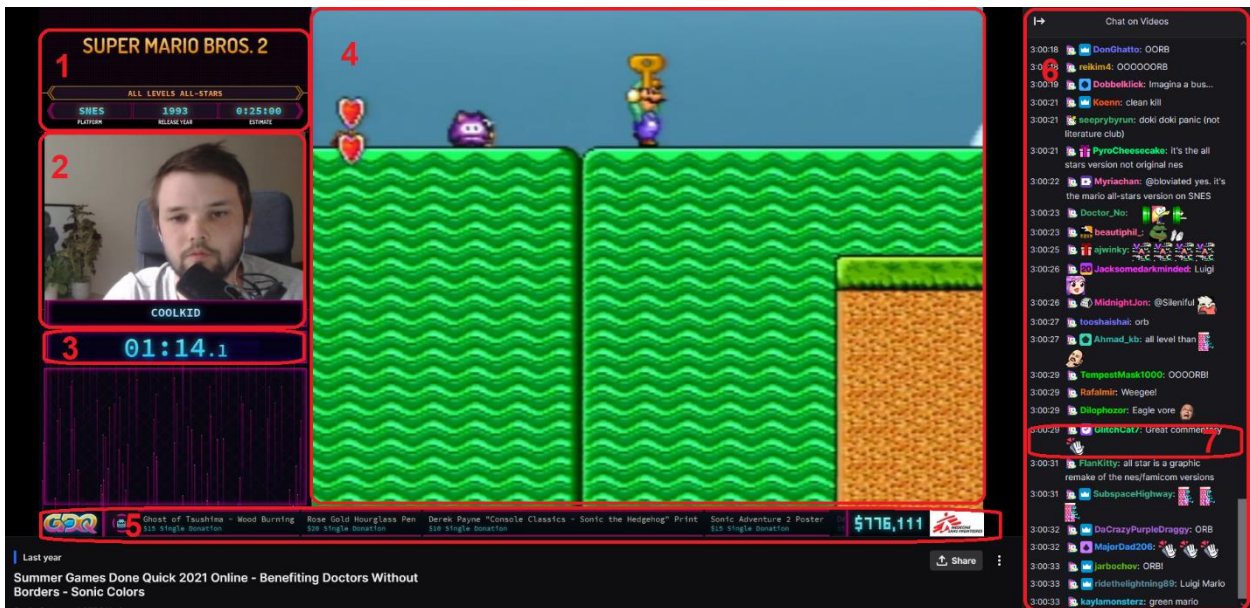 1
SUPER MARIO BROS. 2
ALL LEVELS ALL-STARS
SNES 1993 0:25:00
PLATFORM RELEASE YEAR ESTIMATE
2
COOLKID
3
01:14.1
4
5
GDQ
Ghost of Tsushima - Wood Burning
$15 Single Donation
Rose Gold Hourglass Pen
$20 Single Donation
Derek Payne "Console Classics - Sonic the Hedgehog" Print
$10 Single Donation
Sonic Adventure 2 Poster
$15 Single Donation
$776,111
MEDECINS SANS FRONTIERES
Last year
Share
Summer Games Done Quick 2021 Online - Benefiting Doctors Without
Borders - Sonic Colors
Chat on Videos
6
3:00:18 DonGhatto: OORB
3:00:18 reikim4: OOOOOORB
3:00:19 Dobbelklick: Imagina a bus...
3:00:21 Koenn: clean kill
3:00:21 seeprybyrun: doki doki panic (not
literature club)
3:00:21 PyroCheesecake: it's the all
stars version not original nes
3:00:22 Myriachan: @bloviated yes. it's
the mario all-stars version on SNES
3:00:23 Doctor_No:
3:00:23 beautiphil_:
3:00:25 ajwinky:
3:00:26 Jacksomedarkminded: Luigi
3:00:26 MidnightJon: @Sileniful
3:00:27 tooshaishai: orb
3:00:27 Ahmad_kb: all level than
3:00:29 TempestMask1000: OOOORB!
3:00:29 Rafalmir: Weegee!
3:00:29 Dilophozor: Eagle vore
3:00:29 GlitchCat7: Great commentary
7
3:00:31 FlanKitty: all star is a graphic
remake of the nes/famicom versions
3:00:31 SubspaceHighway:
3:00:32 DaCrazyPurpleDraggy: ORB
3:00:32 MajorDad206:
3:00:33 jarbochov: ORB!
3:00:33 ridethelightning89: Luigi Mario
3:00:33 kaylamonsterz: green mario